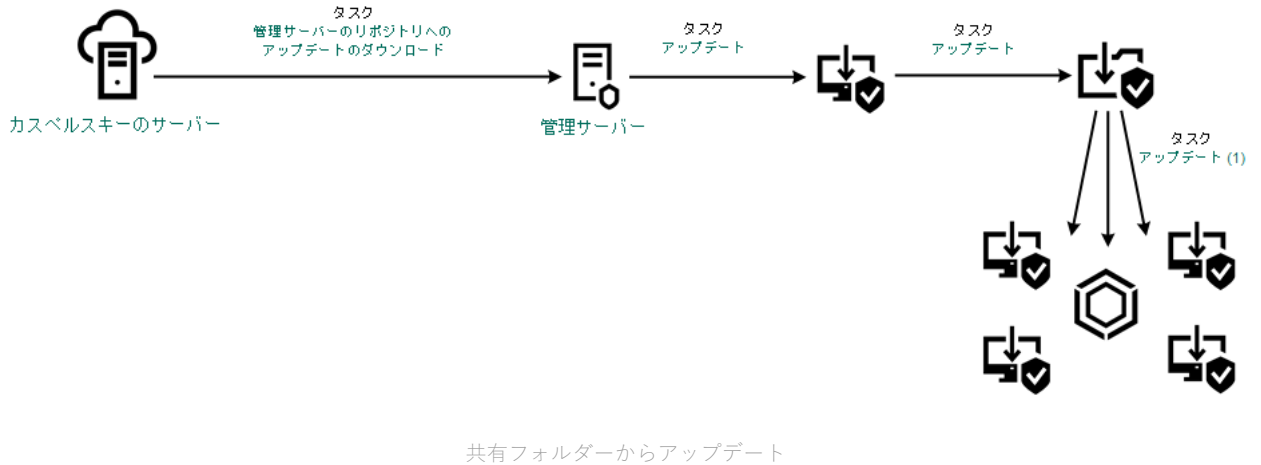 タスク
管理サーバーのリポジトリへの
アップデートのダウンロード
タスク
アップデート
タスク
アップデート
カスペルスキーのサーバー
管理サーバー
タスク
アップデート (1)
共有フォルダーからアップデート